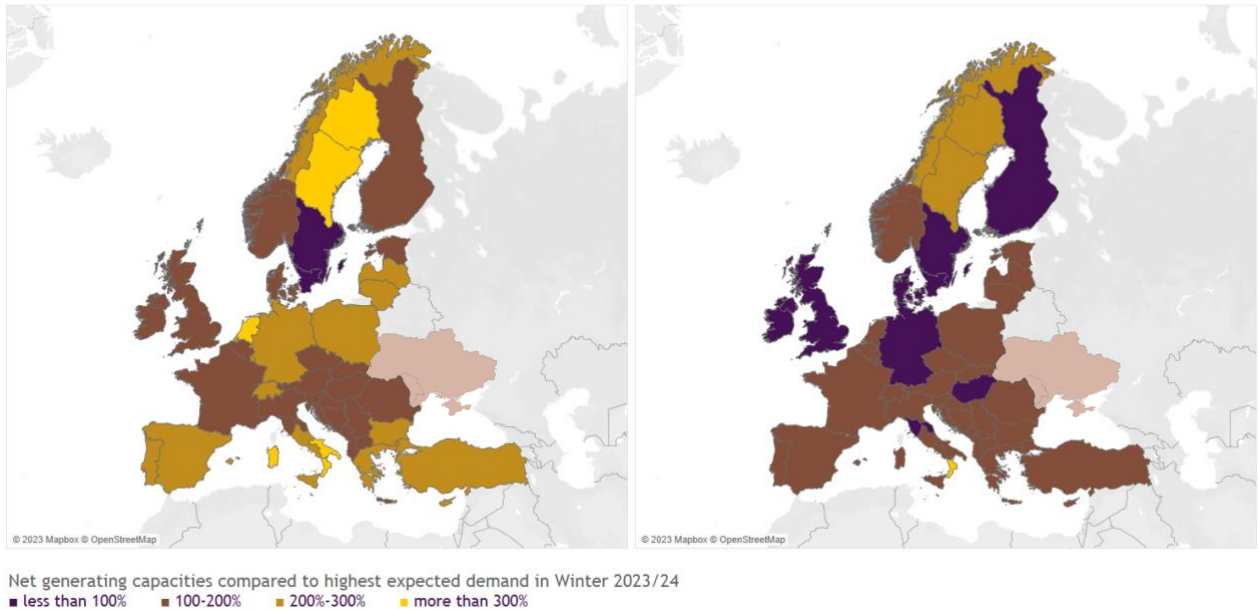 © 2023 Mapbox © OpenStreetMap
© 2023 Mapbox © OpenStreetMap
Net generating capacities compared to highest expected demand in Winter 2023/24
less than 100% 100-200% 200%-300% more than 300%